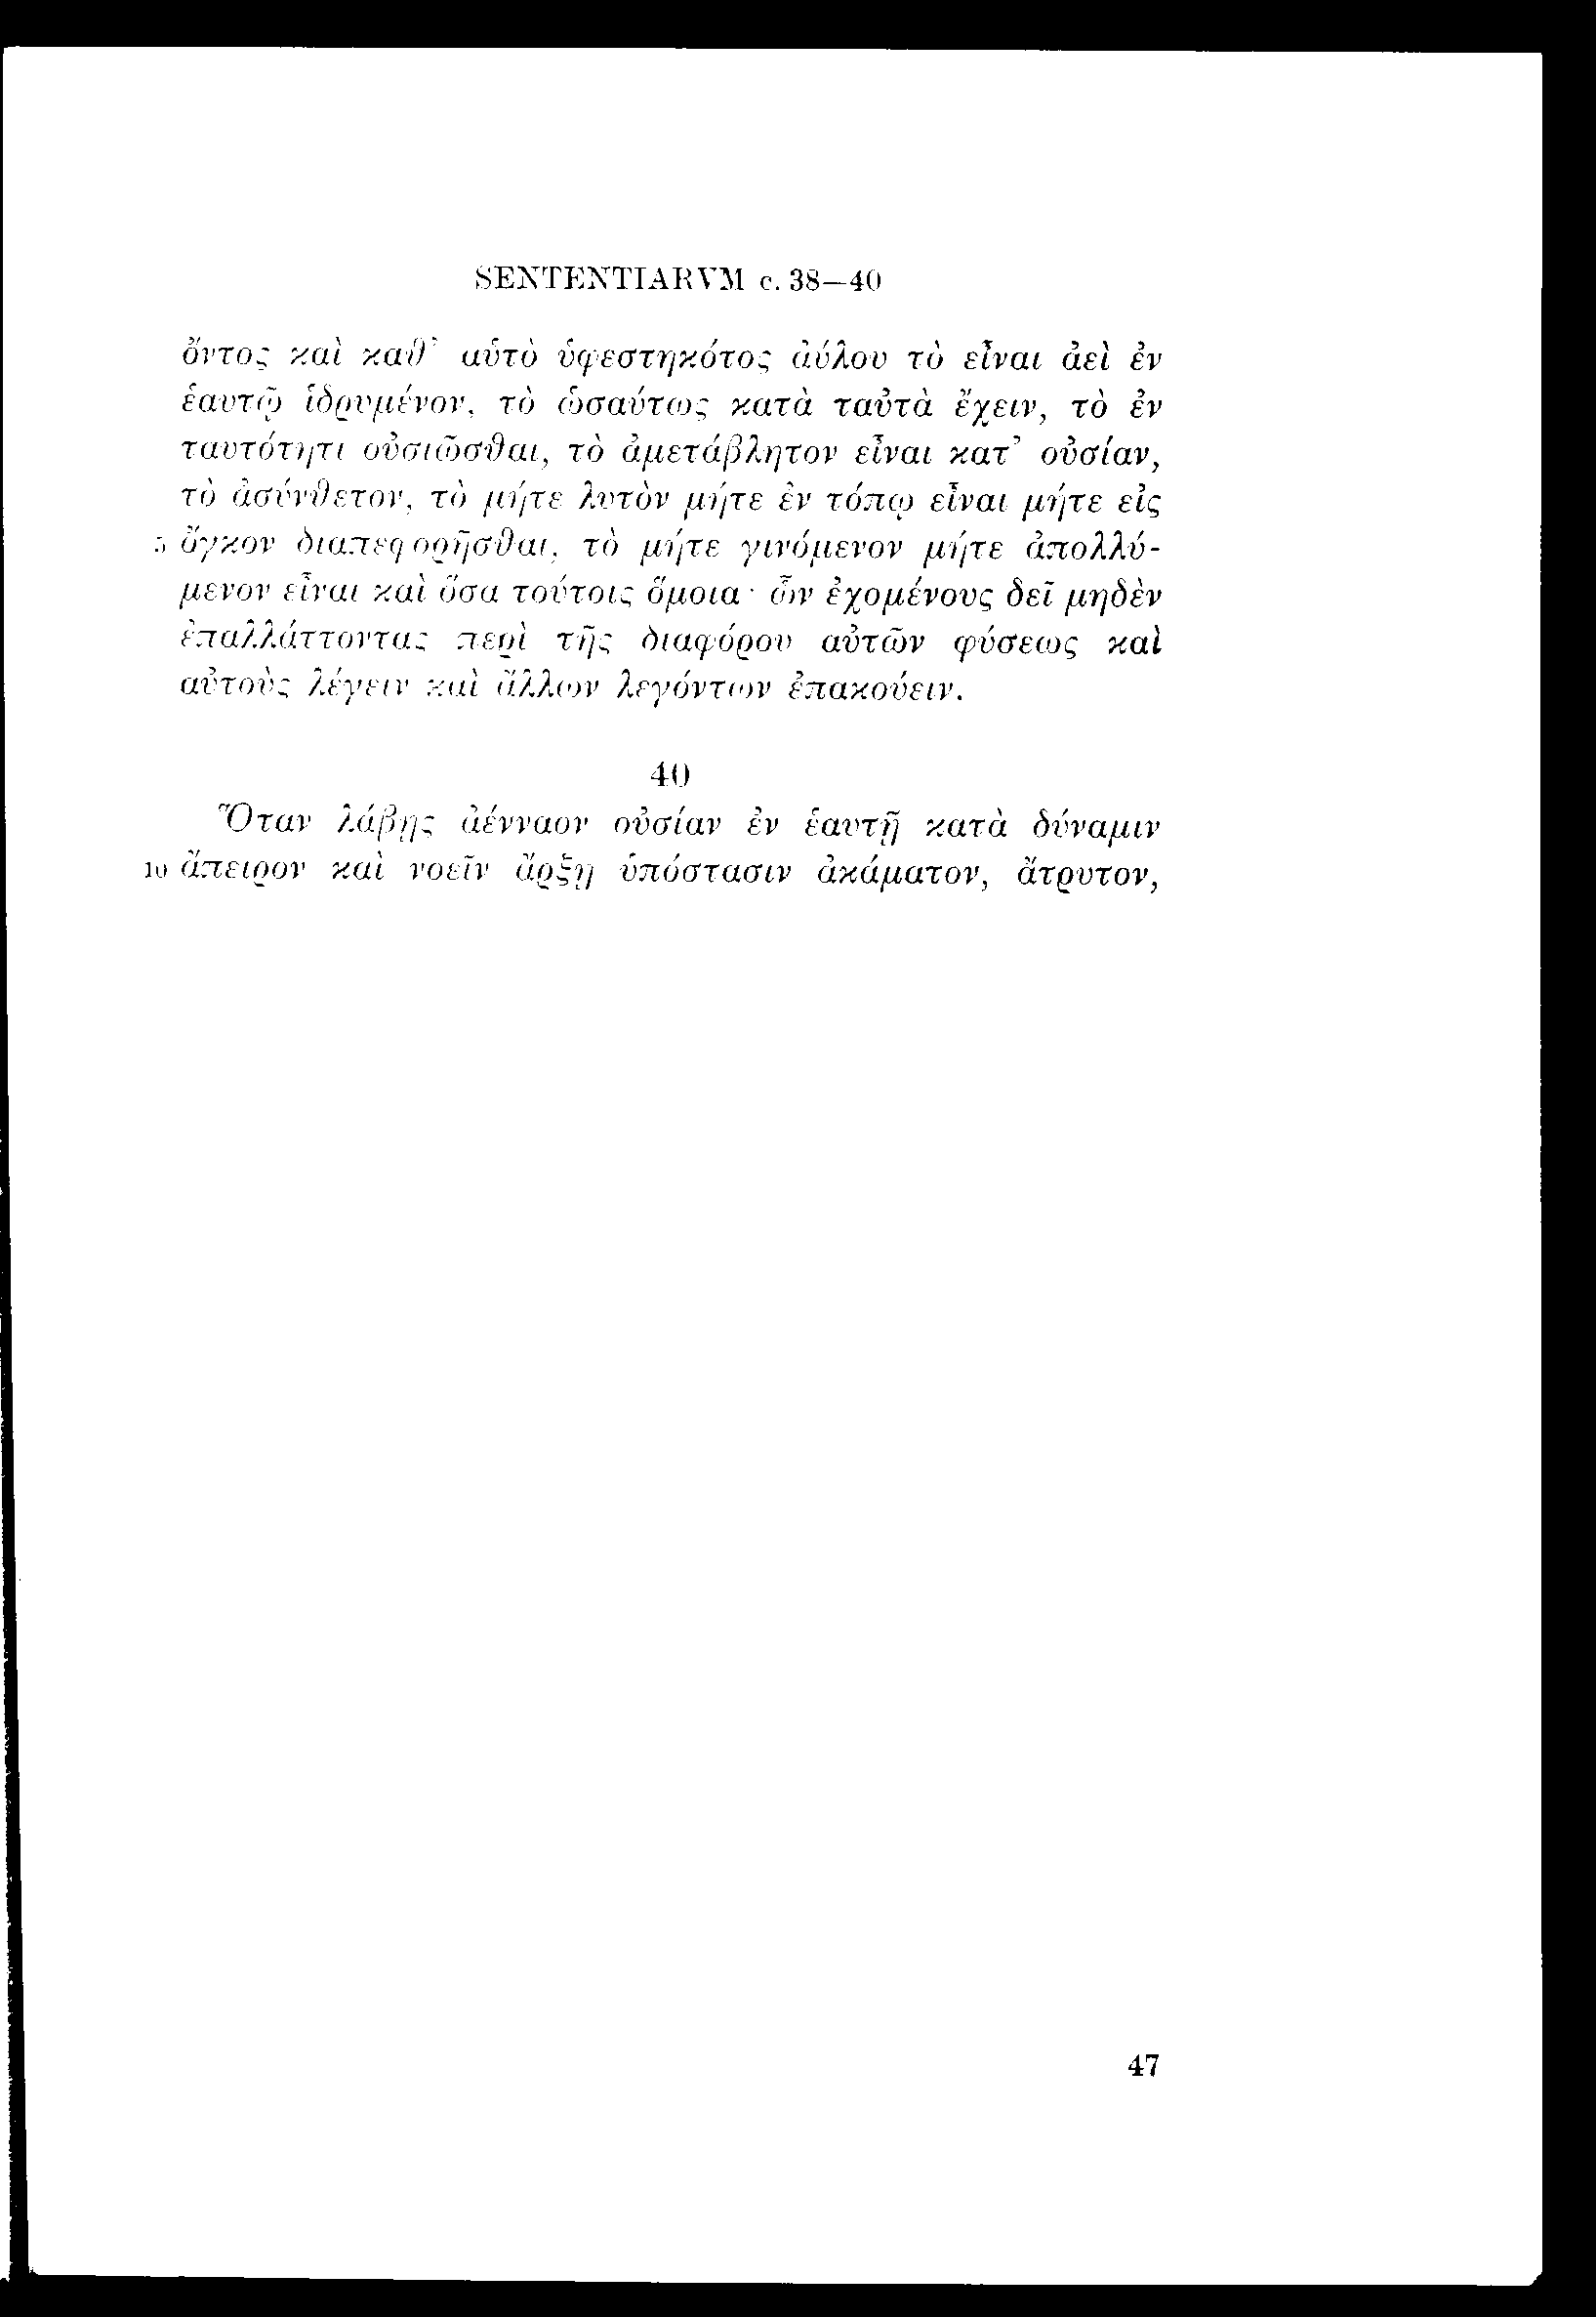 SENTENTIARVM c. 38—40
ὄντος καὶ καθ’ αὑτὸ ὑφεστηκότος ἀύλου τὸ εἶναι ἀεὶ ἐν
ἑαυτῷ ἱδρυμένον, τὸ ὡσαύτως κατὰ ταὐτὰ ἔχειν, τὸ ἐν
ταυτότητι οὐσιῶσθαι, τὸ ἀμετάβλητον εἶναι κατ’ οὐσίαν,
τὸ ἀσύνθετον, τὸ μήτε λυτὸν μήτε ἐν τόπῳ εἶναι μήτε εἰς
5 ὄγκον διαπεφορῆσθαι, τὸ μήτε γινόμενον μήτε ἀπολλύ-
μενον εἶναι καὶ ὅσα τούτοις ὅμοια· ὧν ἐχομένους δεῖ μηδὲν
ἐπαλλάττοντας περὶ τῆς διαφόρου αὐτῶν φύσεως καὶ
αὐτοὺς λέγειν καὶ ἄλλων λεγόντων ἐπακούειν.
40
Ὅταν λάβῃς ἀένναον οὐσίαν ἐν ἑαυτῇ κατὰ δύναμιν
10 ἄπειρον καὶ νοεῖν ἄρξῃ ὑπόστασιν ἀκάματον, ἄτρυτον,
47